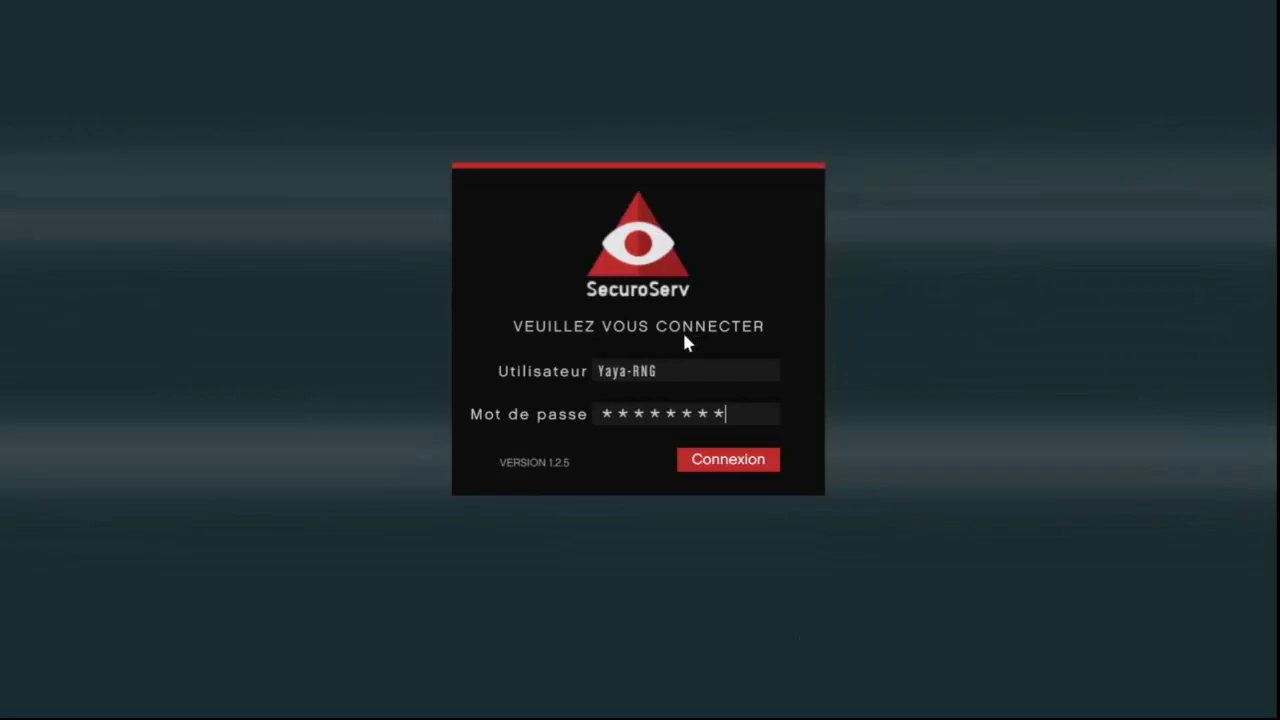 SecuroServ
VEUILLEZ VOUS CONNECTER
Utilisateur Yaya-RNG
Mot de passe ********
VERSION 1.2.5 Connexion